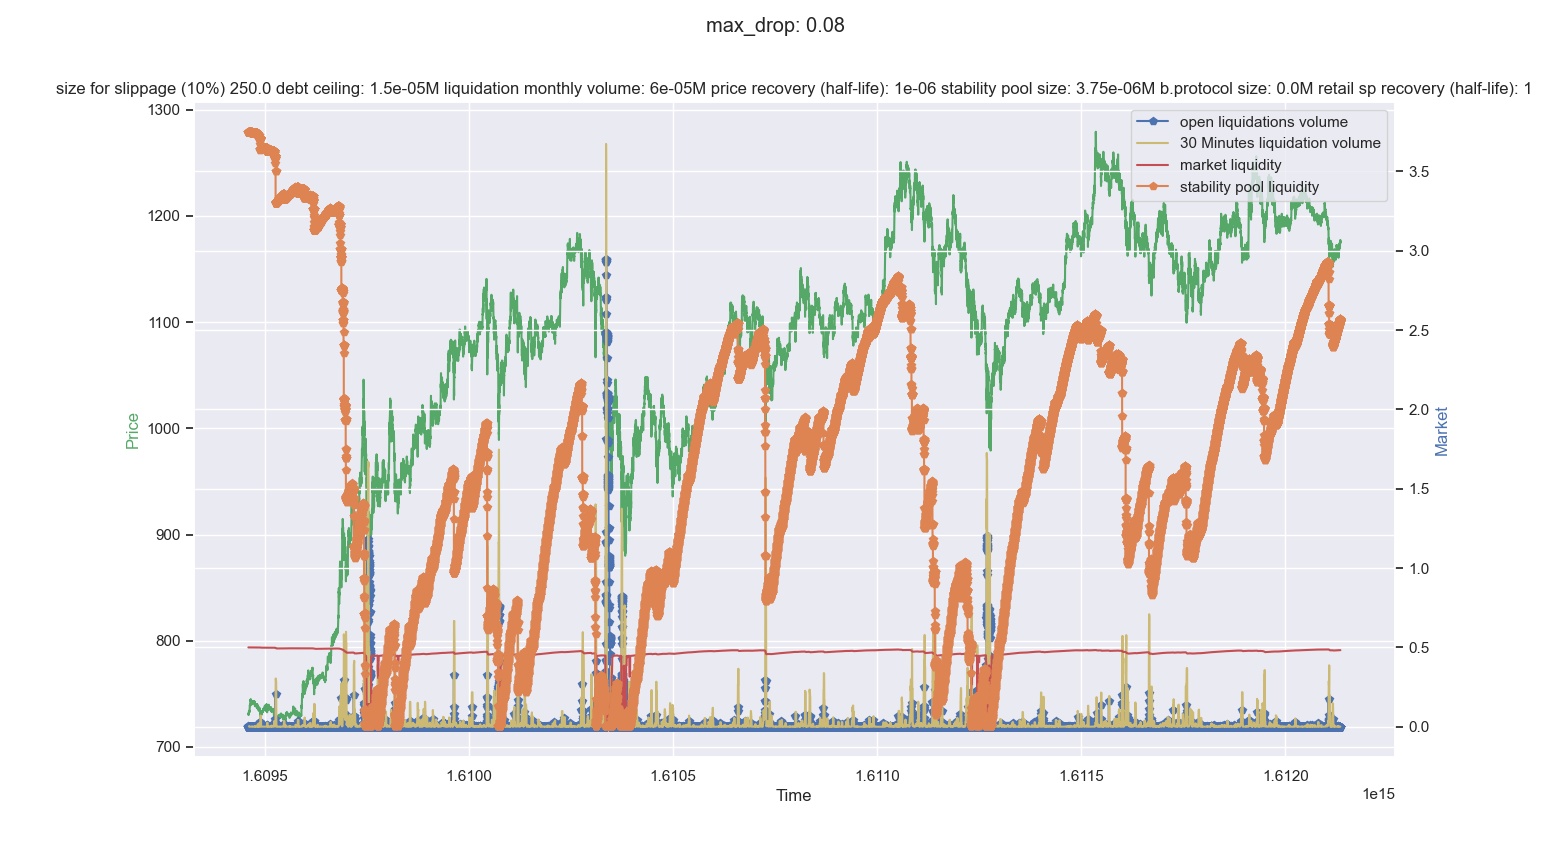 max_drop: 0.08
size for slippage (10%) 250.0 debt ceiling: 1.5e-05M liquidation monthly volume: 6e-05M price recovery (half-life): 1e-06 stability pool size: 3.75e-06M b.protocol size: 0.0M retail sp recovery (half-life): 1
open liquidations volume
30 Minutes liquidation volume
market liquidity
stability pool liquidity
1300
1200
1100
1000
900
800
700
Price
3.5
3.0
2.5
2.0
1.5
1.0
0.5
0.0
Market
1.6095 1.6100 1.6105 1.6110 1.6115 1.6120
Time
1e15